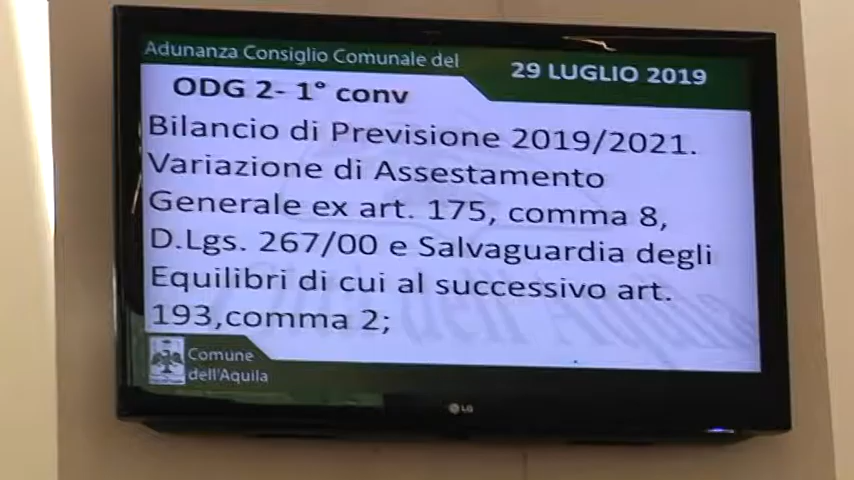 Adunanza Consiglio Comunale del
29 LUGLIO 2019
ODG 2- 1° conv
Bilancio di Previsione 2019/2021.
Variazione di Assestamento
Generale ex art. 175, comma 8,
D.Lgs. 267/00 e Salvaguardia degli
Equilibri di cui al successivo art.
193,comma 2;
Comune
dell'Aquila
LG